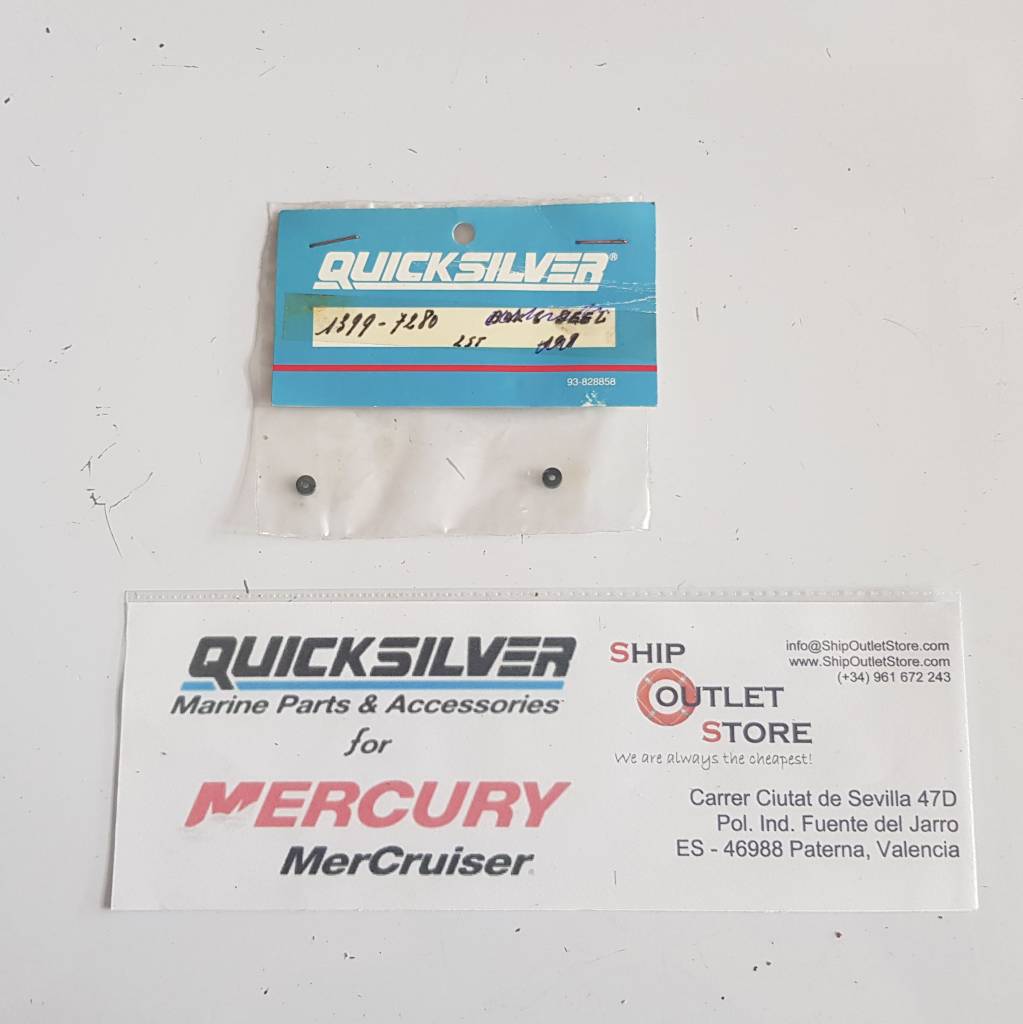 QUICKSILVER®
1399-7280
93-828858
QUICKSILVER
Marine Parts & Accessories
for
MERCURY
MerCruiser
SHIP
OUTLET
STORE
We are always the cheapest!
info@ShipOutletStore.com
www.ShipOutletStore.com
(+34) 961 672 243
Carrer Ciutat de Sevilla 47D
Pol. Ind. Fuente del Jarro
ES - 46988 Paterna, Valencia